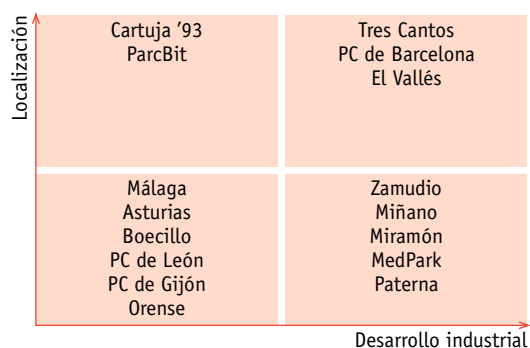 Localización
Cartuja ’93
ParcBit
Tres Cantos
PC de Barcelona
El Vallés
Málaga
Asturias
Boecillo
PC de León
PC de Gijón
Orense
Zamudio
Miñano
Miramón
MedPark
Paterna
Desarrollo industrial